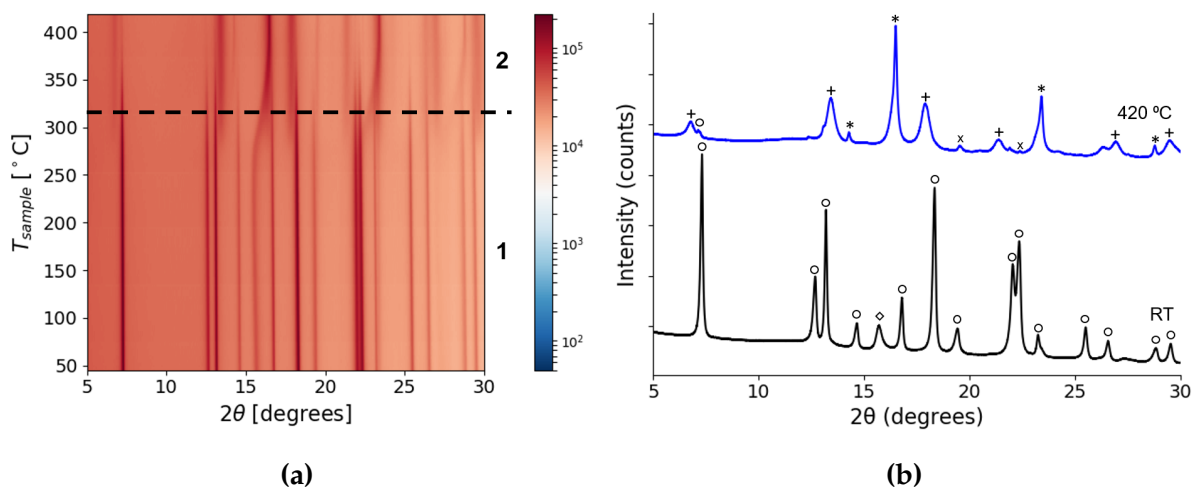 400
350
300
250
200
150
100
50
T_sample [°C]
2
1
5 10 15 20 25 30
2θ [degrees]
10^5
10^4
10^3
10^2
(a)
Intensity (counts)
* + + o o * + * x + x * + * +
420 ºC
o o o o ◇ o o o o o o o o o o
RT
5 10 15 20 25 30
2θ (degrees)
(b)